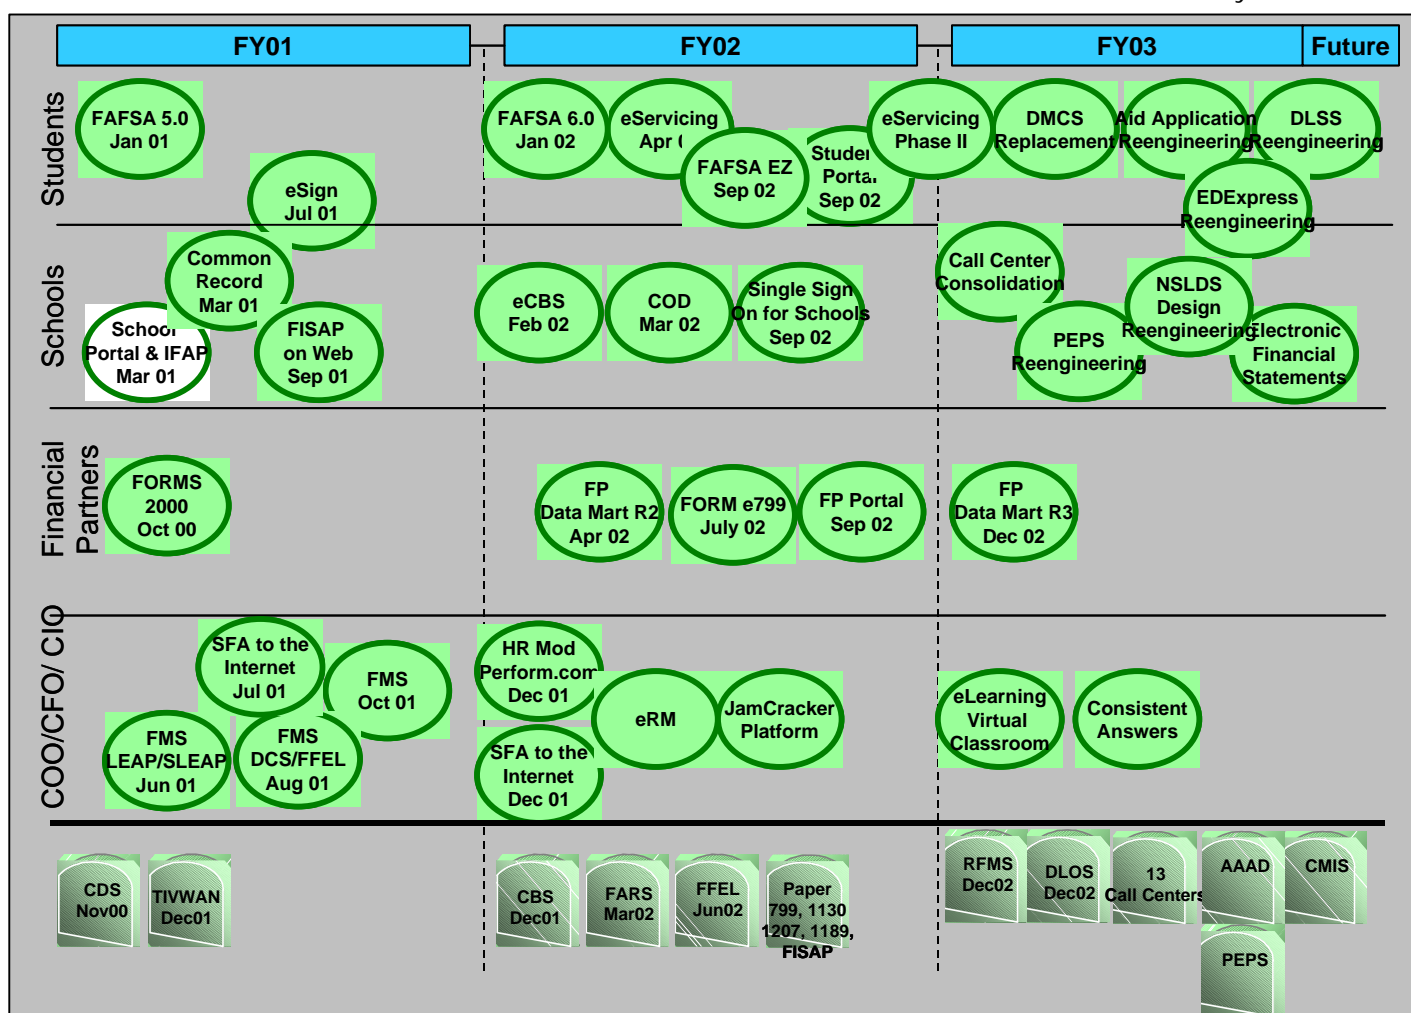 FY01
FY02
FY03
Future
Students
FAFSA 5.0
Jan 01
eSign
Jul 01
FAFSA 6.0
Jan 02
eServicing
Apr
FAFSA EZ
Sep 02
Portal
Sep 02
eServicing
Phase II
DMCS
Replacement
Aid Application
Reengineering
DLSS
Reengineering
EDExpress
Reengineering
Schools
Common
Record
Mar 01
School
Portal & IFAP
Mar 01
FISAP
on Web
Sep 01
eCBS
Feb 02
COD
Mar 02
Single Sign
On for Schools
Sep 02
Call Center
Consolidation
PEPS
Reengineering
NSLDS
Design
Reengineering
Electronic
Financial
Statements
Financial
Partners
FORMS
2000
Oct 00
FP
Data Mart R2
Apr 02
FORM e799
July 02
FP Portal
Sep 02
FP
Data Mart R3
Dec 02
COO/CFO/ CIO
SFA to the
Internet
Jul 01
FMS
Oct 01
FMS
LEAP/SLEAP
Jun 01
FMS
DCS/FFEL
Aug 01
HR Mod
Perform.com
Dec 01
SFA to the
Internet
Dec 01
eRM
JamCracker
Platform
eLearning
Virtual
Classroom
Consistent
Answers
CDS
Nov00
TIVWAN
Dec01
CBS
Dec01
FARS
Mar02
FFEL
Jun02
Paper
799, 1130
1207, 1189,
FISAP
RFMS
Dec02
DLOS
Dec02
13
Call Centers
AAAD
CMIS
PEPS